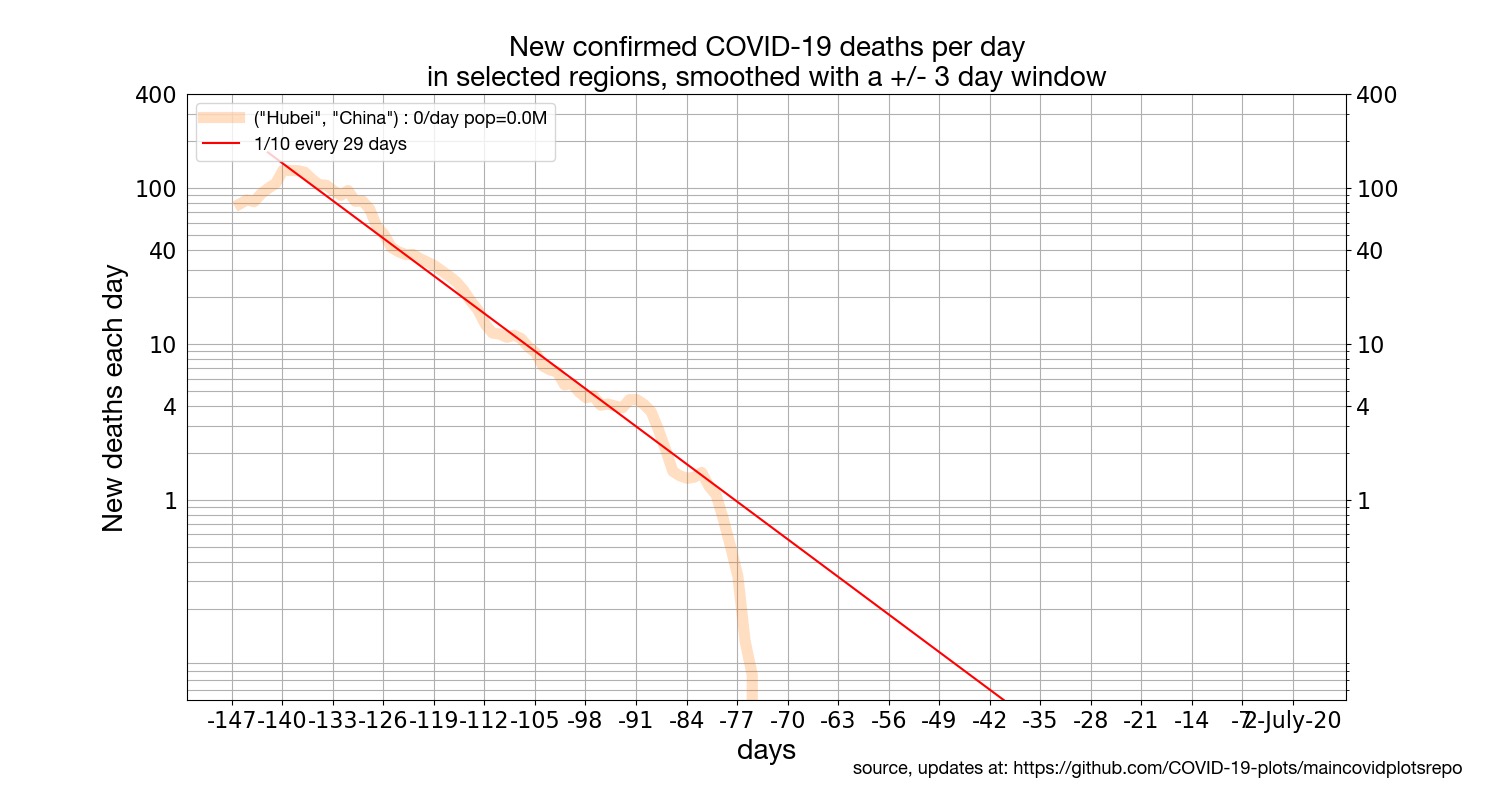 New confirmed COVID-19 deaths per day
in selected regions, smoothed with a +/- 3 day window
("Hubei", "China") : 0/day pop=0.0M
1/10 every 29 days
New deaths each day
400
100
40
10
4
1
400
100
40
10
4
1
-147 -140 -133 -126 -119 -112 -105 -98 -91 -84 -77 -70 -63 -56 -49 -42 -35 -28 -21 -14 -7 2-July-20
days
source, updates at: https://github.com/COVID-19-plots/maincovidplotsrepo